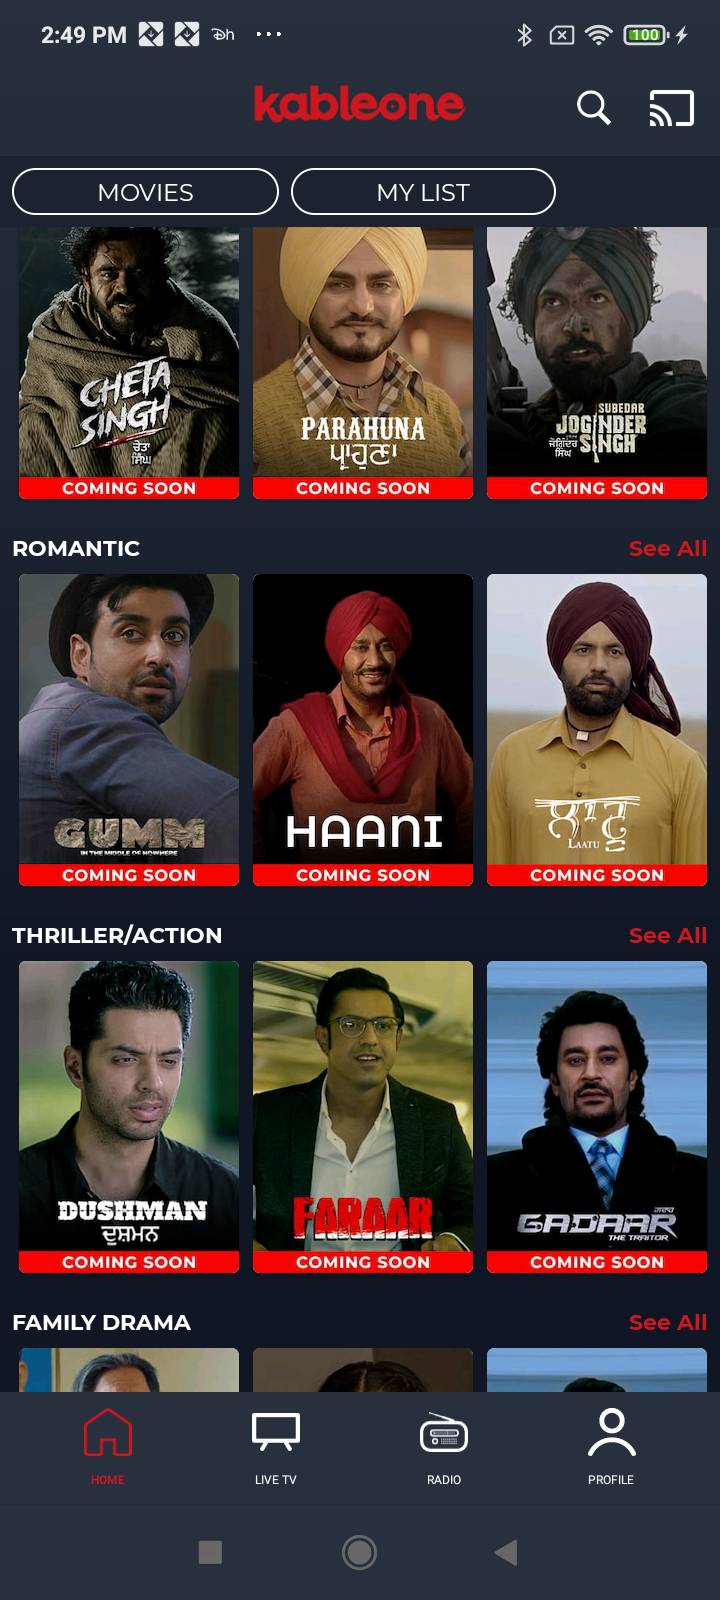 2:49 PM
100
kableone
MOVIES
MY LIST
CHETA
SINGH
ਚੇਤਾ
ਸਿੰਘ
COMING SOON
PARAHUNA
ਪ੍ਰਾਹੁਣਾ
COMING SOON
SUBEDAR
JOGINDER
SINGH
ਜੋਗਿੰਦਰ
ਸਿੰਘ
COMING SOON
ROMANTIC
See All
GUMM
IN THE MIDDLE OF NOWHERE
COMING SOON
HAANI
COMING SOON
ਲਾਟੂ
LAATU
COMING SOON
THRILLER/ACTION
See All
DUSHMAN
ਦੁਸ਼ਮਨ
COMING SOON
FARAAR
COMING SOON
GADAAR
THE TRAITOR
COMING SOON
FAMILY DRAMA
See All
HOME
LIVE TV
RADIO
PROFILE